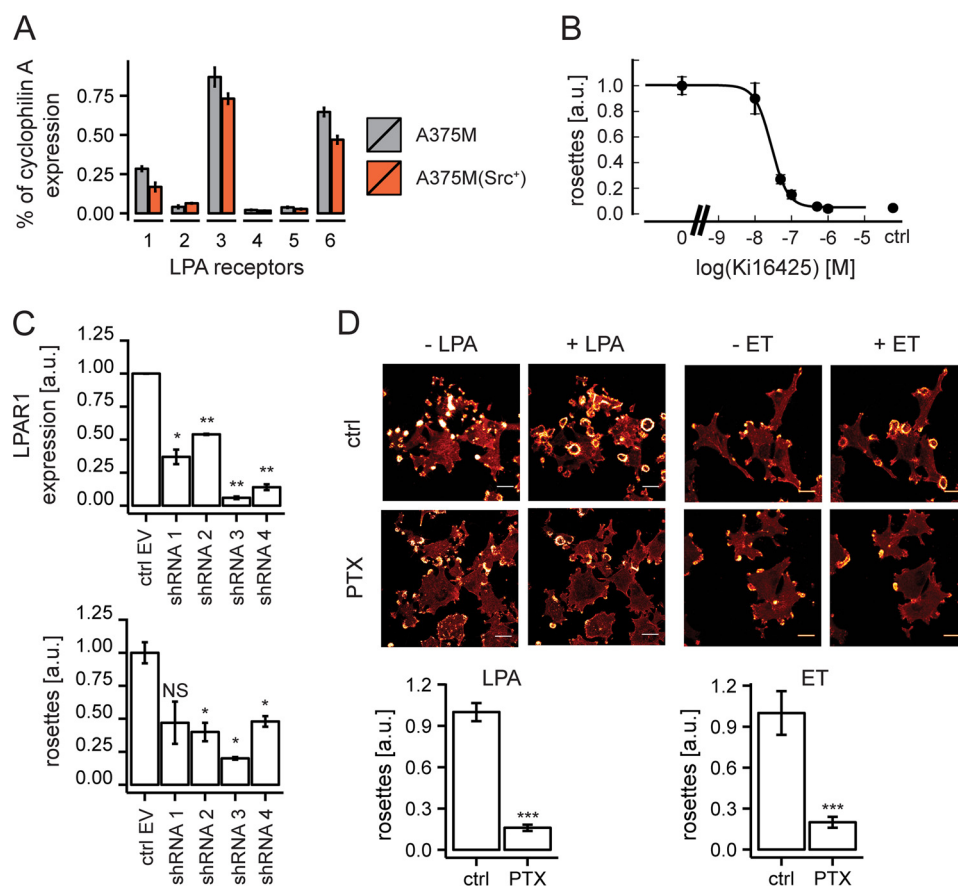 A
% of cyclophilin A
expression
0.75
0.50
0.25
0.00
1 2 3 4 5 6
LPA receptors
A375M
A375M(Src⁺)
B
rosettes [a.u.]
1.0
0.8
0.6
0.4
0.2
0.0
0 -9 -8 -7 -6 -5 ctrl
log(Ki16425) [M]
C
LPAR1
expression [a.u.]
1.25
1.00
0.75
0.50
0.25
0.00
* ** ** **
ctrl EV
shRNA 1
shRNA 2
shRNA 3
shRNA 4
rosettes [a.u.]
1.25
1.00
0.75
0.50
0.25
0.00
NS * * *
ctrl EV
shRNA 1
shRNA 2
shRNA 3
shRNA 4
D
- LPA + LPA - ET + ET
ctrl
PTX
LPA
rosettes [a.u.]
1.2
0.9
0.6
0.3
0.0
***
ctrl PTX
ET
rosettes [a.u.]
1.2
0.9
0.6
0.3
0.0
***
ctrl PTX